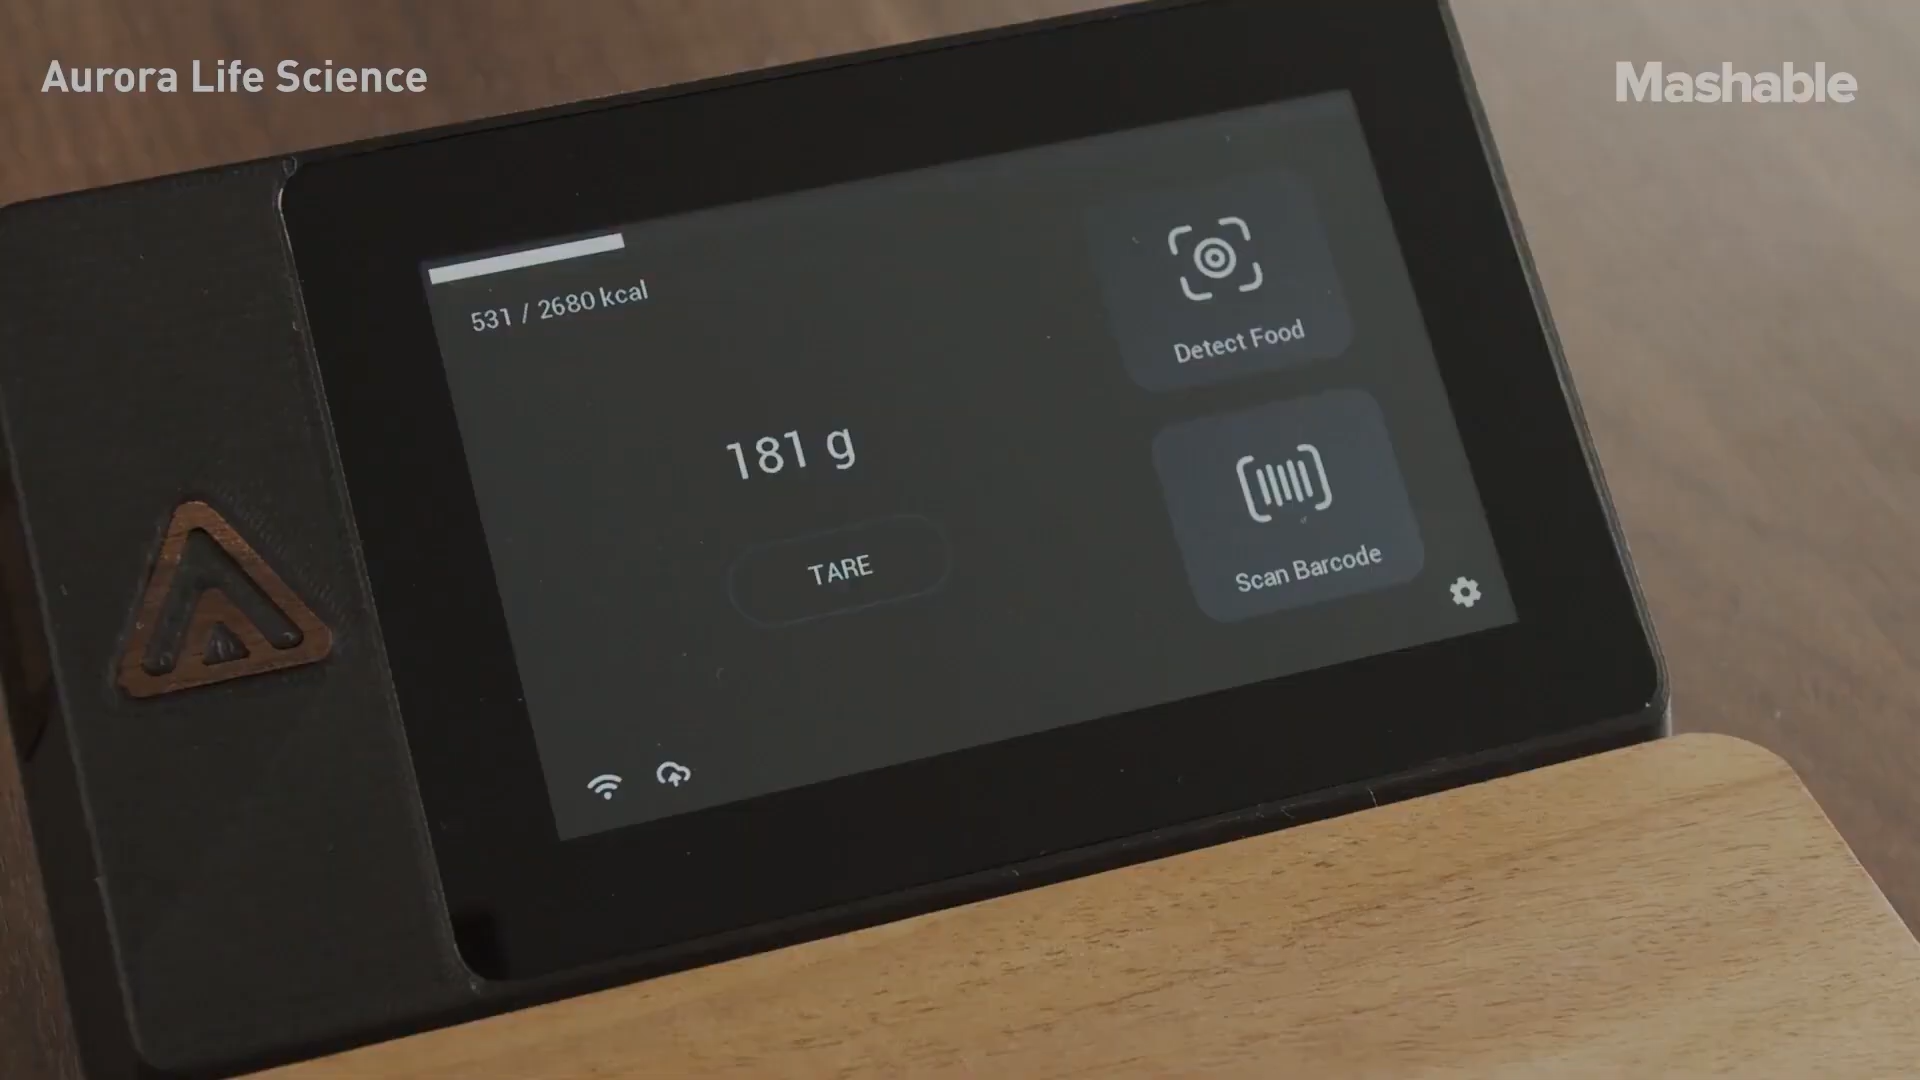 Aurora Life Science
Mashable
531 / 2680 kcal
Detect Food
181 g
TARE
Scan Barcode